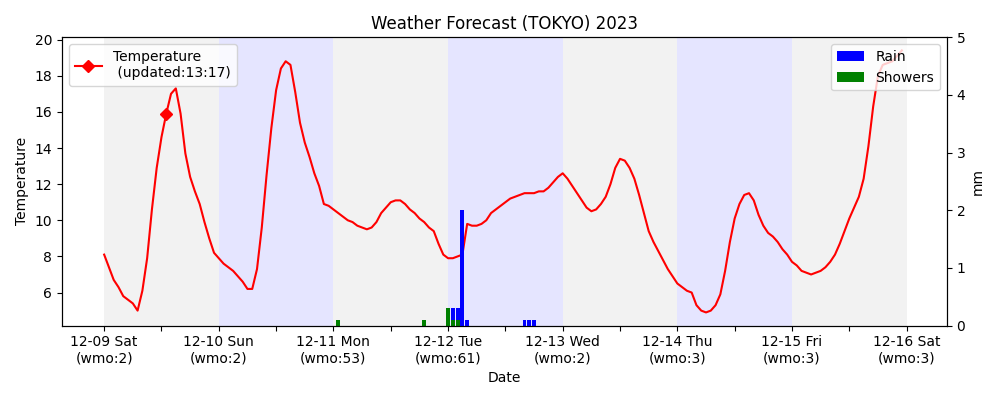 Weather Forecast (TOKYO) 2023
Temperature
(updated:13:17)
Rain
Showers
20
18
16
14
12
10
8
6
Temperature
5
4
3
2
1
0
mm
12-09 Sat 12-10 Sun 12-11 Mon 12-12 Tue 12-13 Wed 12-14 Thu 12-15 Fri 12-16 Sat
(wmo:2) (wmo:2) (wmo:53) (wmo:61) (wmo:2) (wmo:3) (wmo:3) (wmo:3)
Date